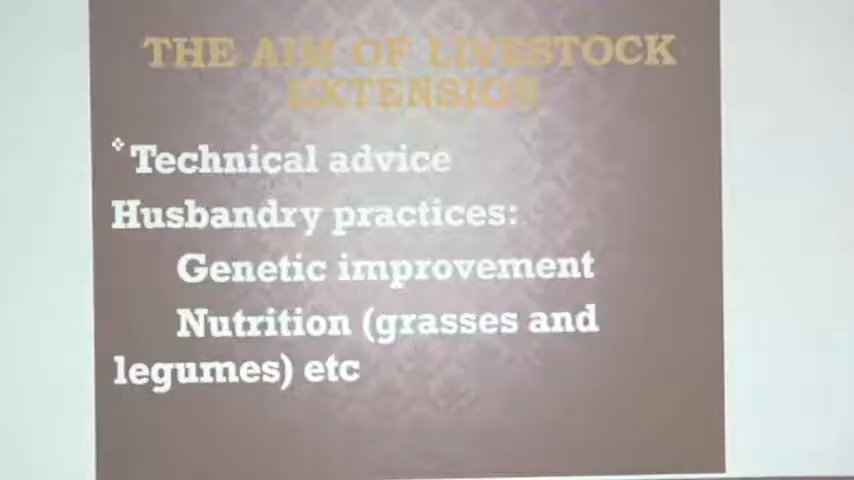 THE AIM OF LIVESTOCK
EXTENSION
❖ Technical advice
Husbandry practices:
Genetic improvement
Nutrition (grasses and
legumes) etc